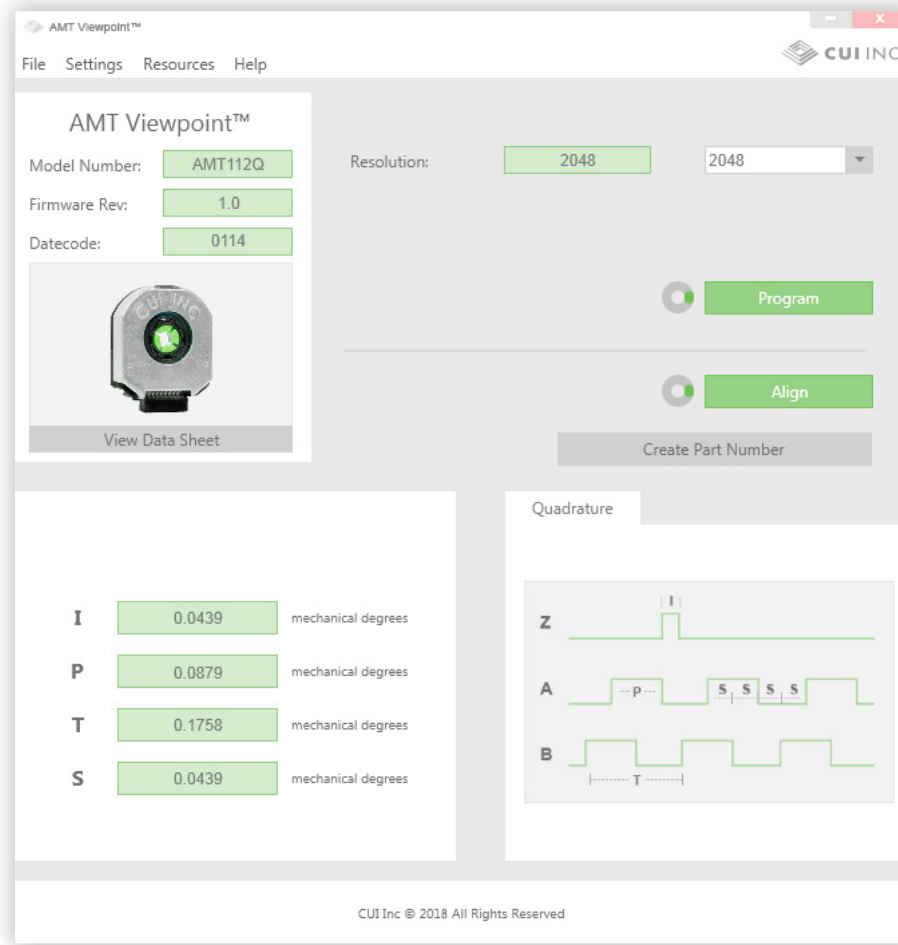 AMT Viewpoint™
X
File Settings Resources Help
CUI INC
AMT Viewpoint™
Model Number: AMT112Q
Firmware Rev: 1.0
Datecode: 0114
CUI INC
View Data Sheet
Resolution: 2048 2048
Program
Align
Create Part Number
I 0.0439 mechanical degrees
P 0.0879 mechanical degrees
T 0.1758 mechanical degrees
S 0.0439 mechanical degrees
Quadrature
I
Z
A P S S S S
B
T
CUI Inc © 2018 All Rights Reserved